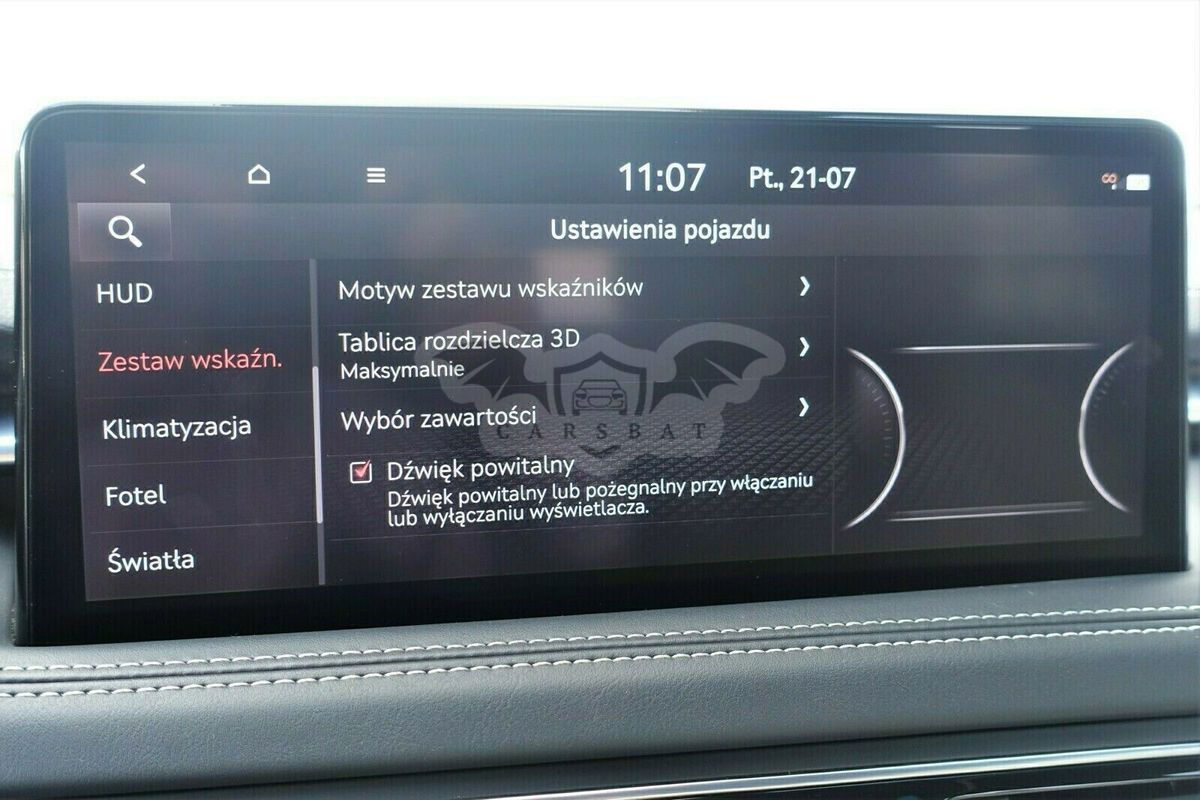 11:07 Pt., 21-07
Ustawienia pojazdu
HUD
Zestaw wskaźn.
Klimatyzacja
Fotel
Światła
Motyw zestawu wskaźników
Tablica rozdzielcza 3D
Maksymalnie
Wybór zawartości
Dźwięk powitalny
Dźwięk powitalny lub pożegnalny przy włączaniu
lub wyłączaniu wyświetlacza.
CARSBAT